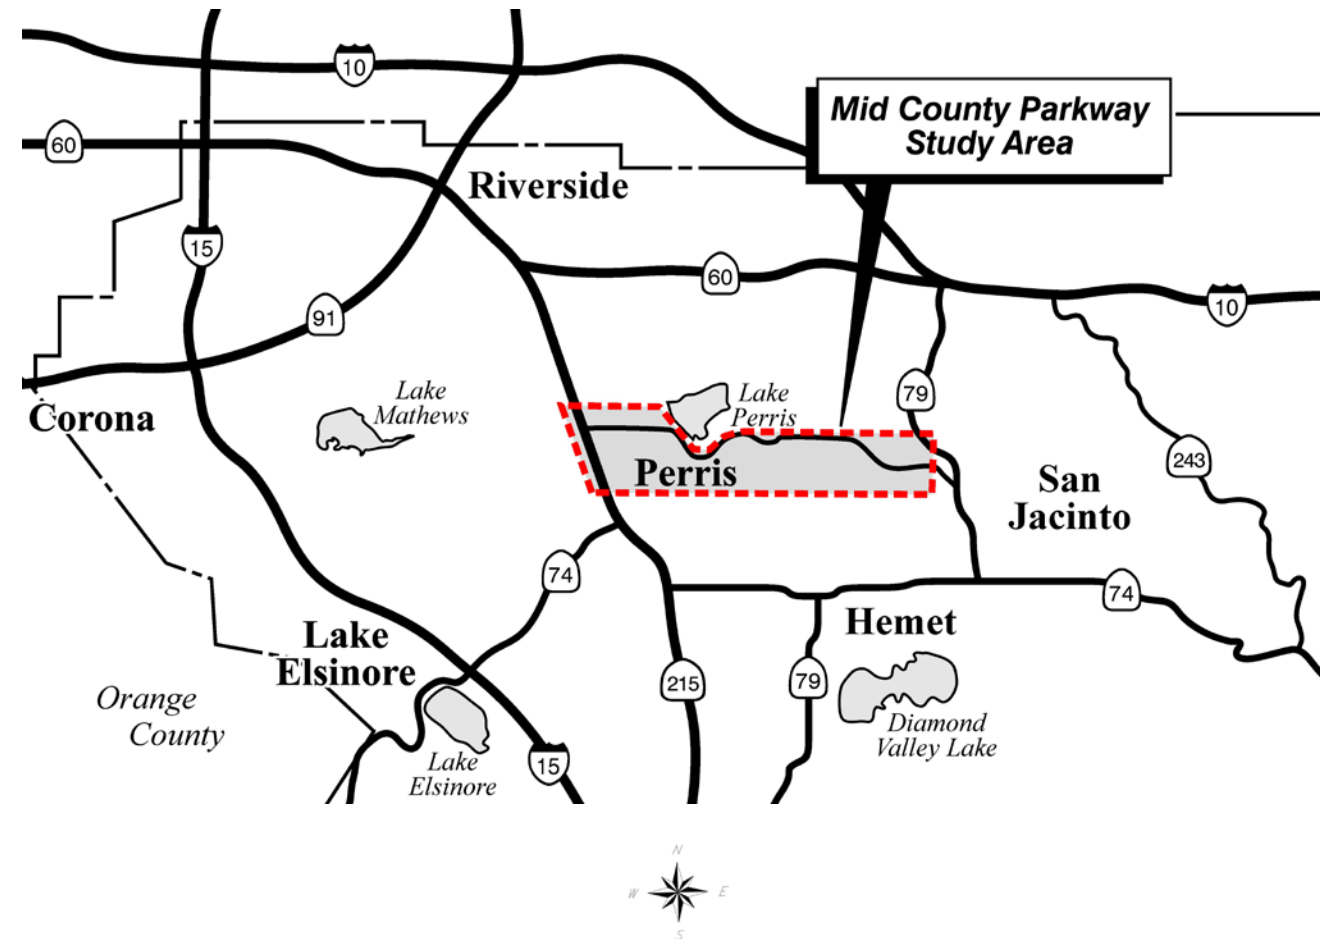 10
Mid County Parkway
Study Area
60
Riverside
15
60
10
91
Corona
Lake
Mathews
Lake
Perris
79
Perris
243
San
Jacinto
74
74
Hemet
Lake
Elsinore
215
79
Orange
County
Diamond
Valley Lake
Lake
Elsinore
15
N
W
E
S